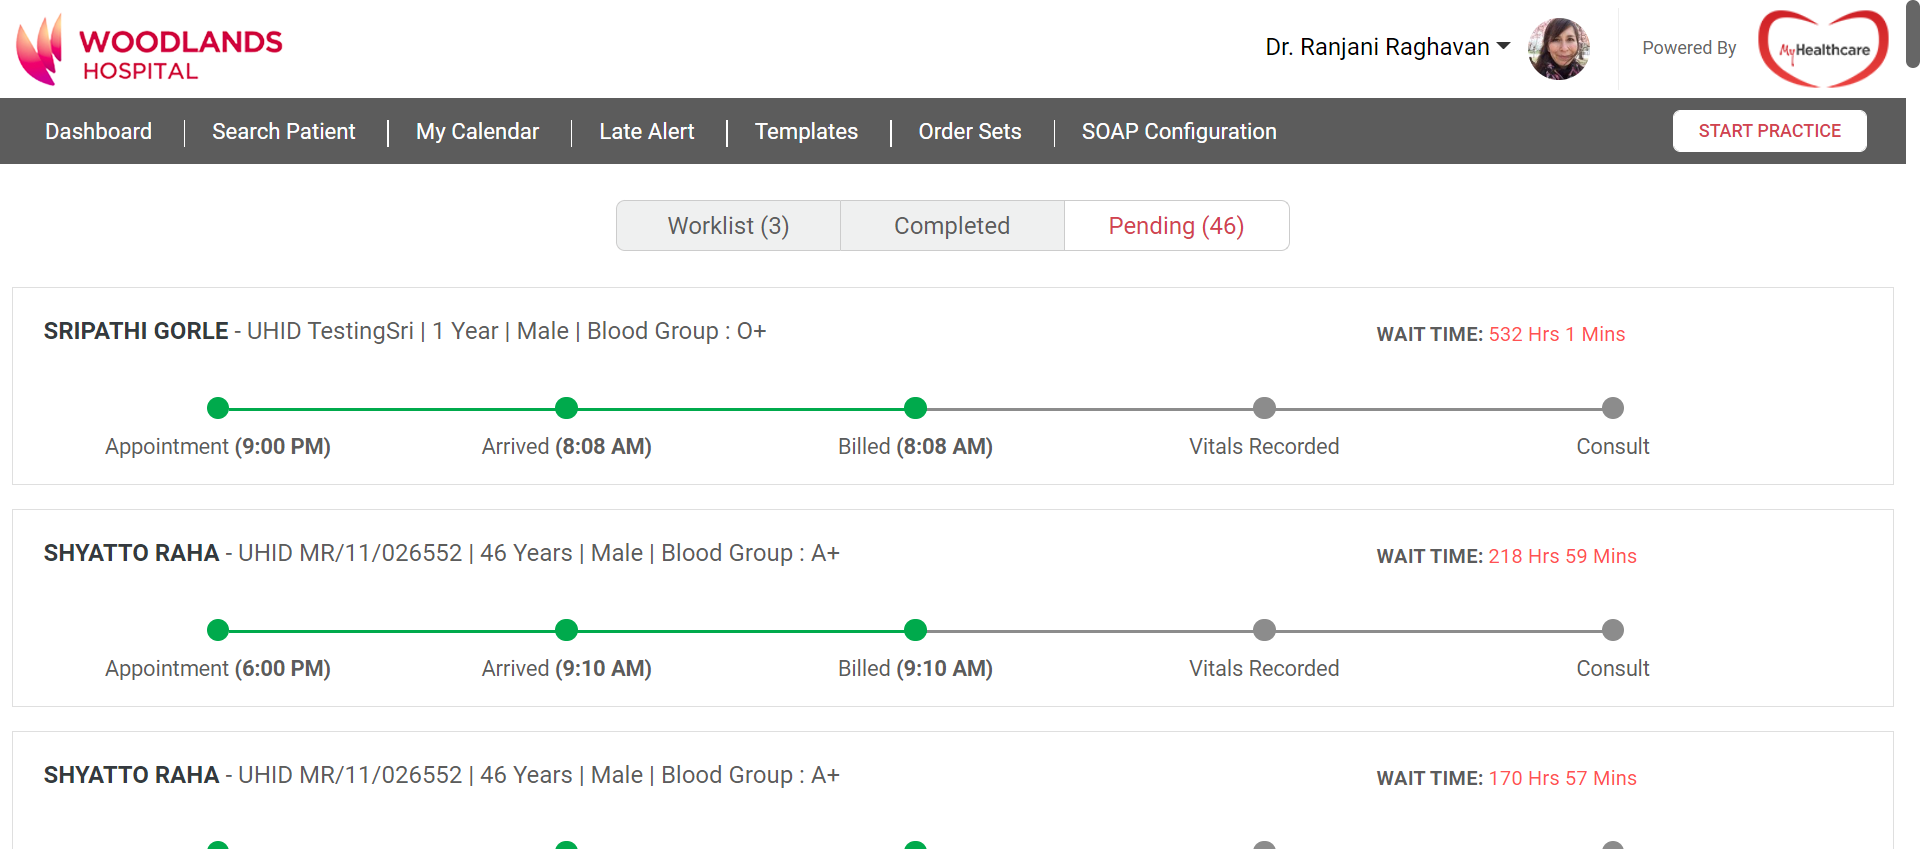 WOODLANDS
HOSPITAL
Dr. Ranjani Raghavan
Powered By
MyHealthcare
Dashboard
Search Patient
My Calendar
Late Alert
Templates
Order Sets
SOAP Configuration
START PRACTICE
Worklist (3)
Completed
Pending (46)
SRIPATHI GORLE - UHID TestingSri | 1 Year | Male | Blood Group : O+
WAIT TIME: 532 Hrs 1 Mins
Appointment (9:00 PM)
Arrived (8:08 AM)
Billed (8:08 AM)
Vitals Recorded
Consult
SHYATTO RAHA - UHID MR/11/026552 | 46 Years | Male | Blood Group : A+
WAIT TIME: 218 Hrs 59 Mins
Appointment (6:00 PM)
Arrived (9:10 AM)
Billed (9:10 AM)
Vitals Recorded
Consult
SHYATTO RAHA - UHID MR/11/026552 | 46 Years | Male | Blood Group : A+
WAIT TIME: 170 Hrs 57 Mins